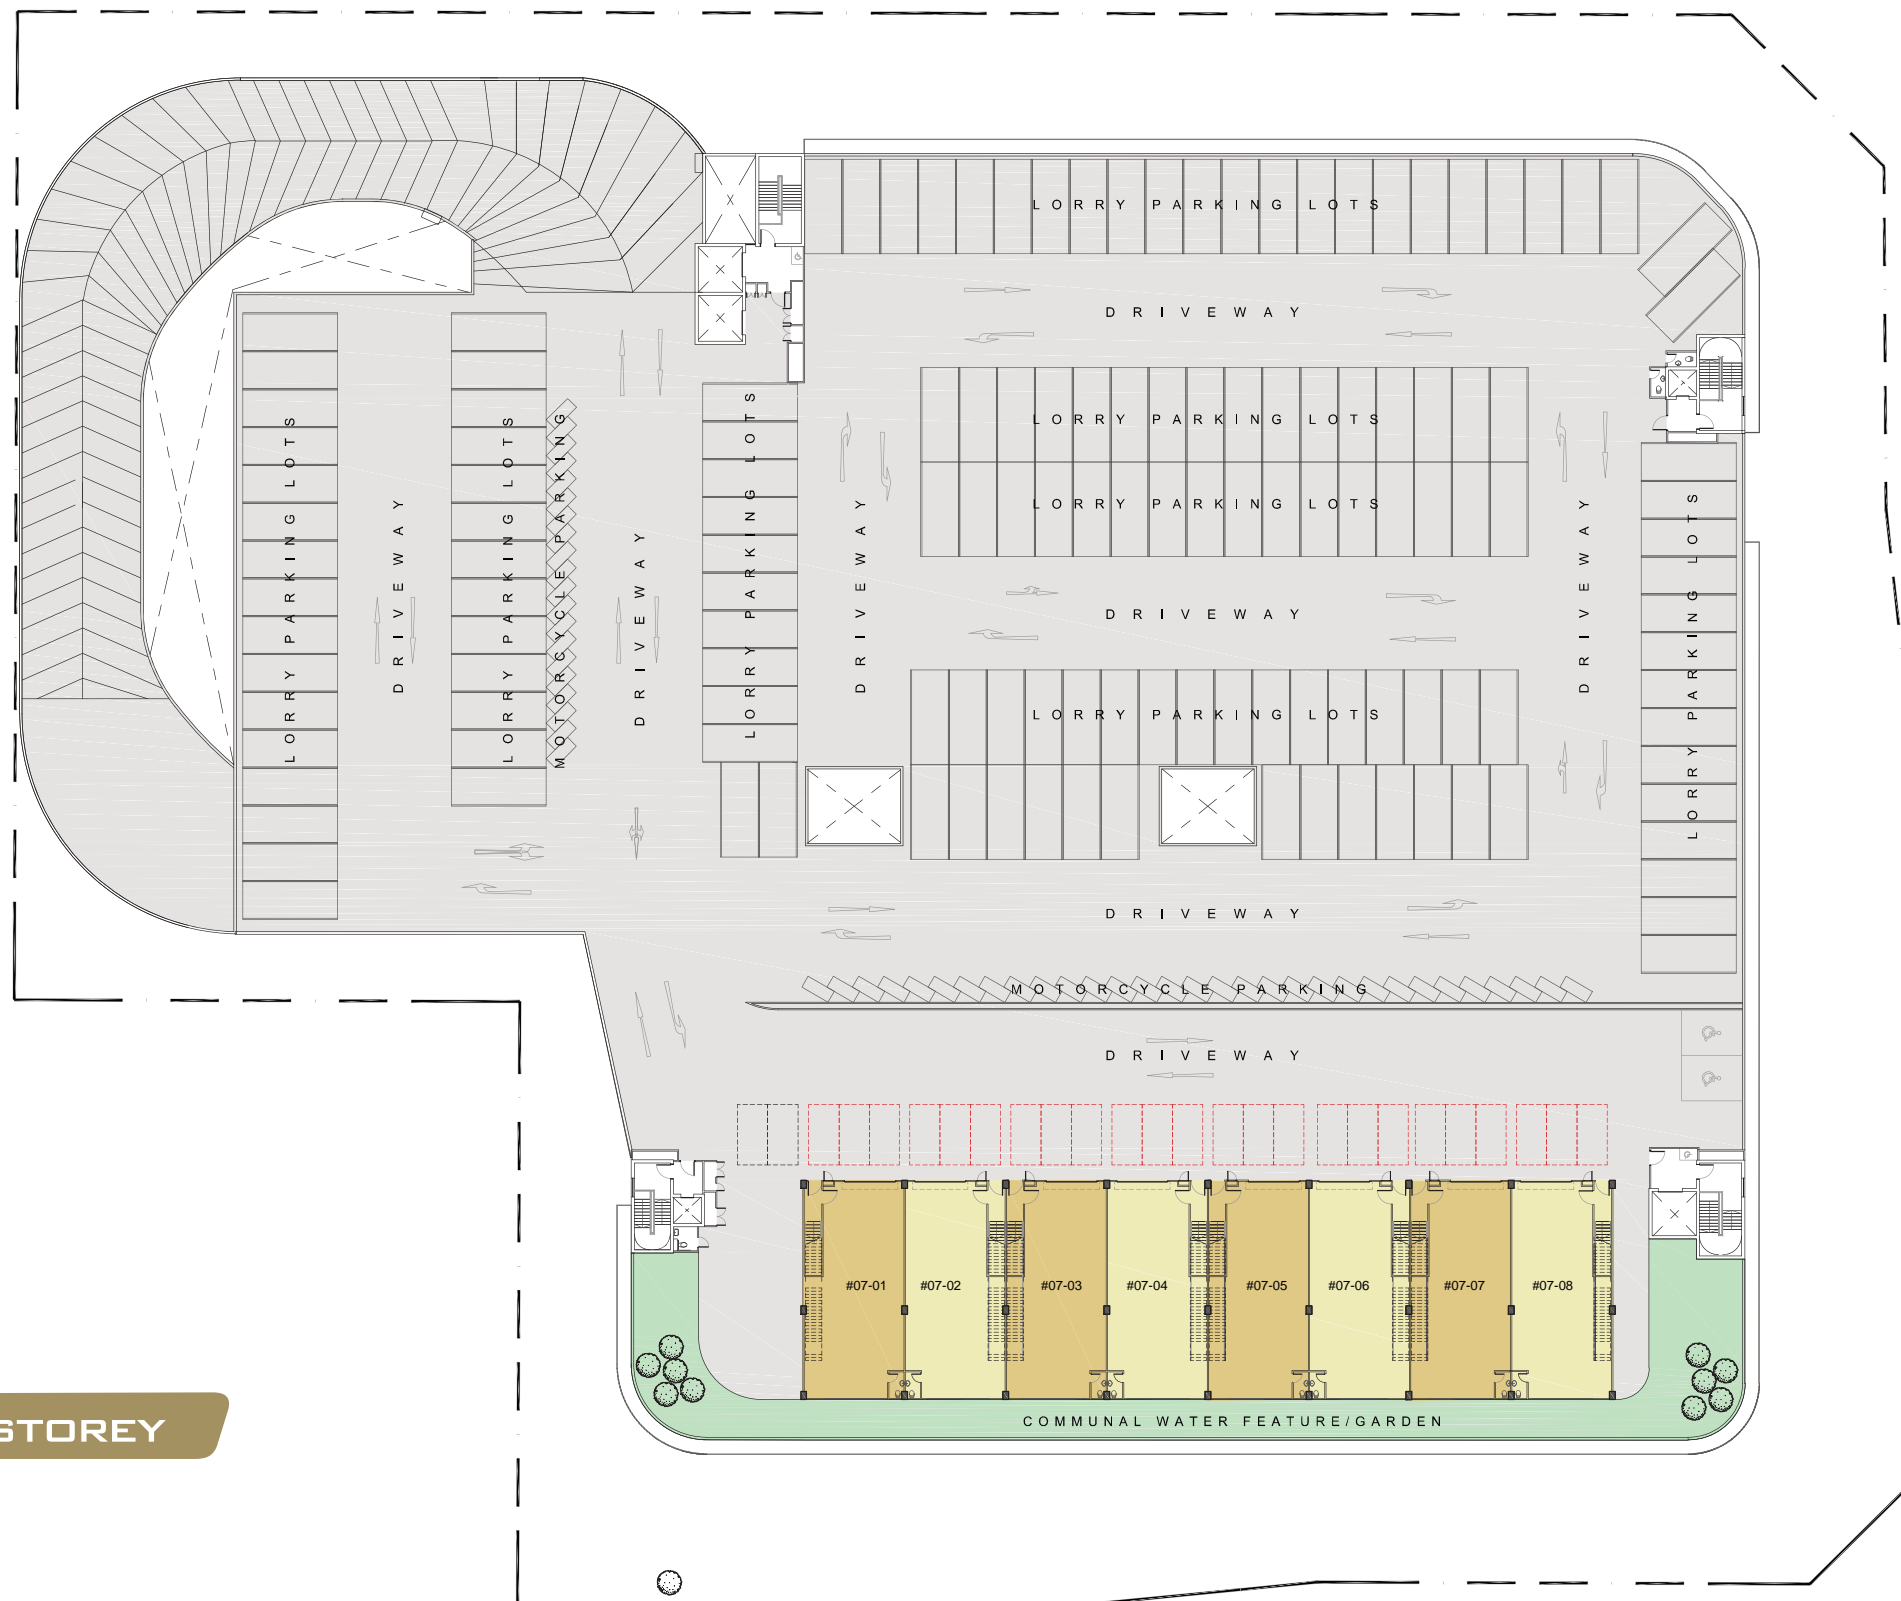 LORRY PARKING LOTS
DRIVEWAY
LORRY PARKING LOTS
LORRY PARKING LOTS
LORRY PARKING LOTS
DRIVEWAY
LORRY PARKING LOTS
MOTORCYCLE PARKING
DRIVEWAY
LORRY PARKING LOTS
DRIVEWAY
LORRY PARKING LOTS
DRIVEWAY
DRIVEWAY
LORRY PARKING LOTS
LORRY PARKING LOTS
DRIVEWAY
MOTORCYCLE PARKING
DRIVEWAY
#07-01 #07-02 #07-03 #07-04 #07-05 #07-06 #07-07 #07-08
COMMUNAL WATER FEATURE/GARDEN
STOREY